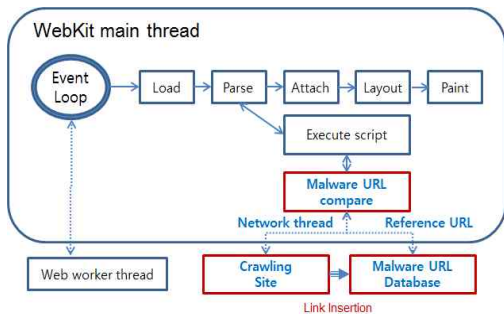 WebKit main thread
Event
Loop
Load
Parse
Attach
Layout
Paint
Execute script
Malware URL
compare
Network thread
Reference URL
Web worker thread
Crawling
Site
Malware URL
Database
Link Insertion